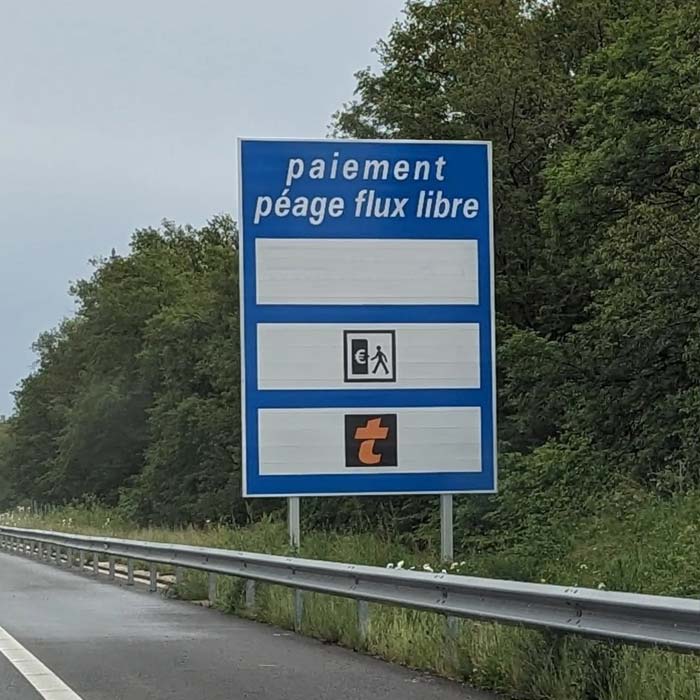 paiement
péage flux libre
€
t